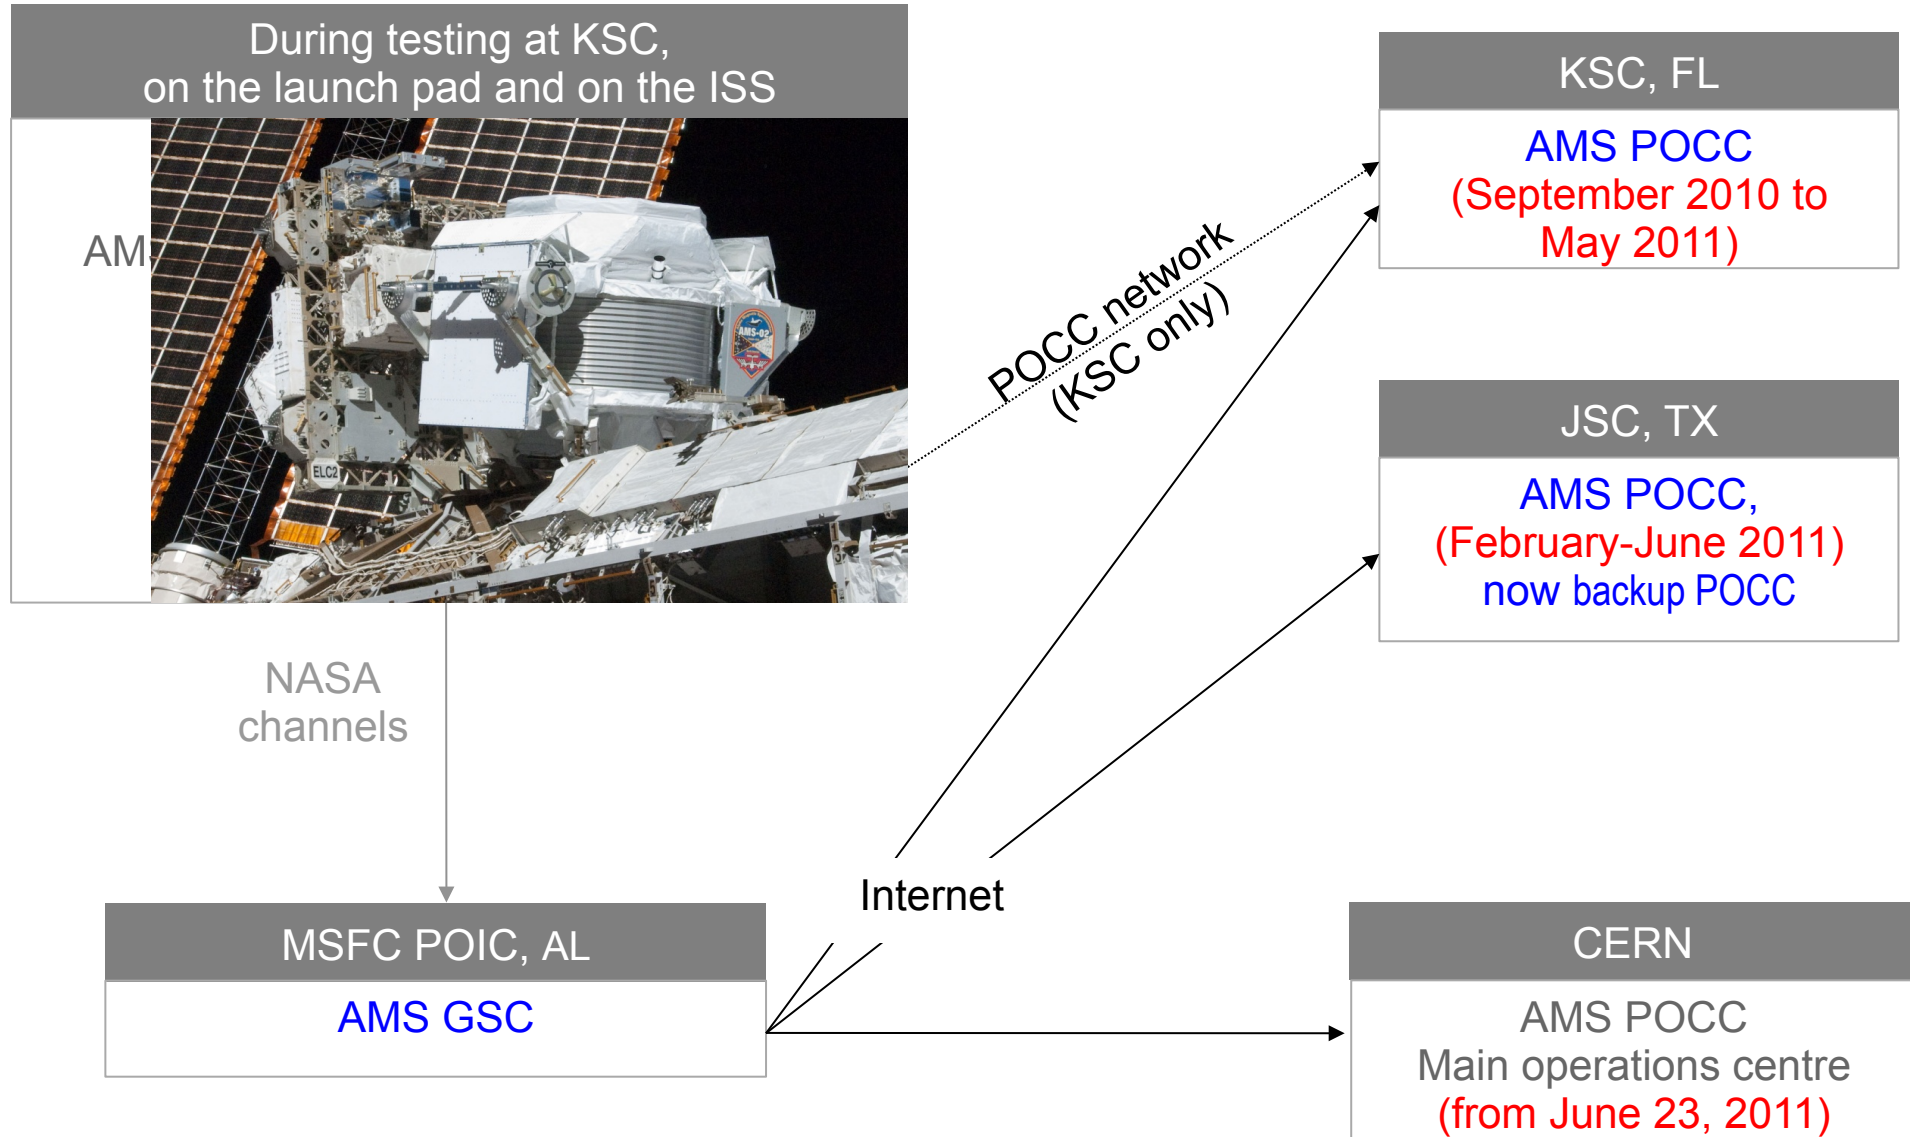 During testing at KSC,
on the launch pad and on the ISS
AMS-02
ELC2
NASA
channels
MSFC POIC, AL
AMS GSC
POCC network
(KSC only)
Internet
KSC, FL
AMS POCC
(September 2010 to
May 2011)
JSC, TX
AMS POCC,
(February-June 2011)
now backup POCC
CERN
AMS POCC
Main operations centre
(from June 23, 2011)